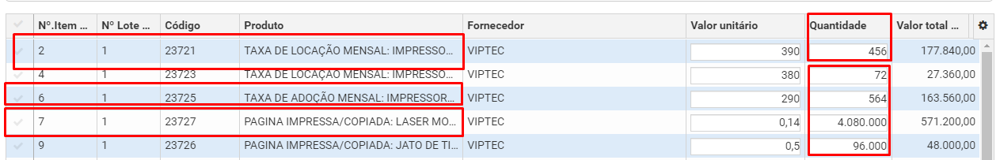 Nº.Item ... Nº Lote ... Código Produto Fornecedor Valor unitário Quantidade Valor total ...
2 1 23721 TAXA DE LOCAÇÃO MENSAL: IMPRESSO... VIPTEC 390 456 177.840,00
4 1 23723 TAXA DE LOCAÇÃO MENSAL: IMPRESSO... VIPTEC 380 72 27.360,00
6 1 23725 TAXA DE ADOÇÃO MENSAL: IMPRESSOR... VIPTEC 290 564 163.560,00
7 1 23727 PAGINA IMPRESSA/COPIADA: LASER MO... VIPTEC 0,14 4.080.000 571.200,00
9 1 23726 PAGINA IMPRESSA/COPIADA: JATO DE TI... VIPTEC 0,5 96.000 48.000,00